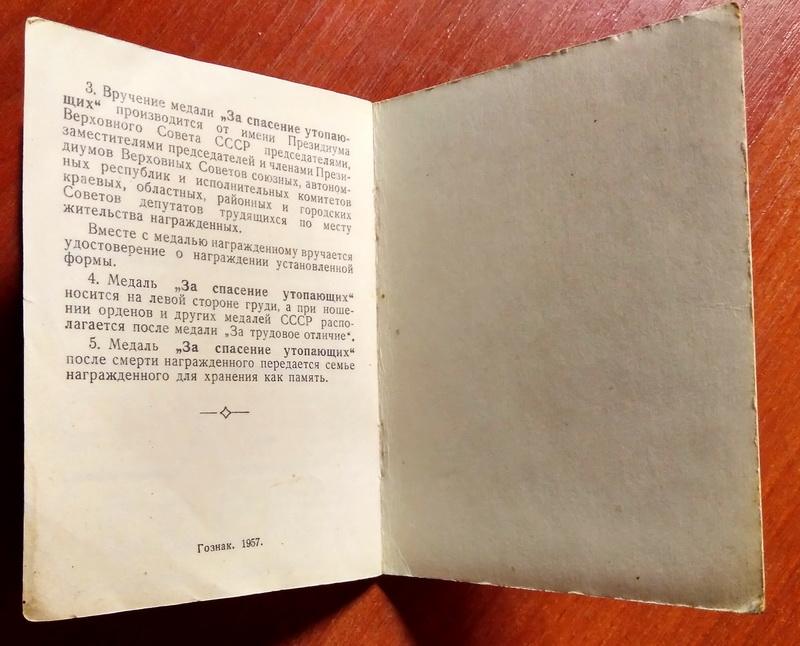 3. Вручение медали „За спасение утопаю-
щих“ производится от имени Президиума
Верховного Совета СССР председателями,
заместителями председателей и членами Прези-
диумов Верховных Советов союзных, автоном-
ных республик и исполнительных комитетов
краевых, областных, районных и городских
Советов депутатов трудящихся по месту
жительства награжденных.
Вместе с медалью награжденному вручается
удостоверение о награждении установленной
формы.
4. Медаль „За спасение утопающих“
носится на левой стороне груди, а при ноше-
нии орденов и других медалей СССР распо-
лагается после медали „За трудовое отличие“.
5. Медаль „За спасение утопающих“
после смерти награжденного передается семье
награжденного для хранения как память.
Гознак. 1957.